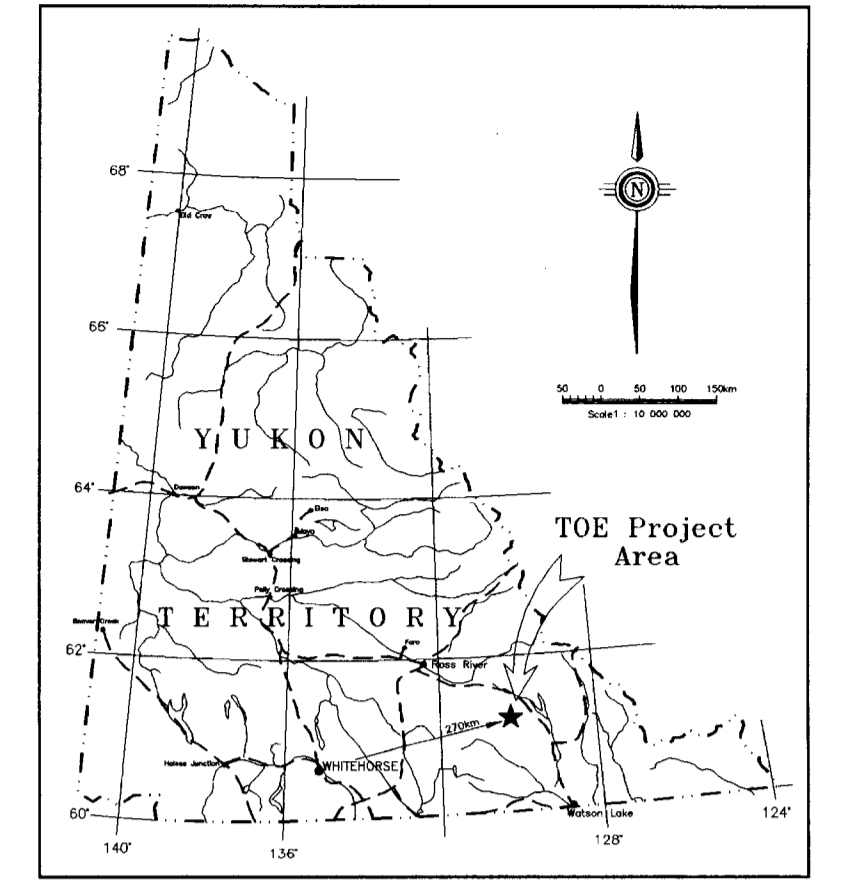 68°
Old Crow
N
66°
50 0 50 100 150km
Scale 1 : 10 000 000
YUKON
64°
Dawson
Elsa
Mayo
TOE Project
Area
Stewart Crossing
Pelly Crossing
Beaver Creek
TERRITORY
Faro
62°
Ross River
270km
Haines Junction
WHITEHORSE
60°
Watson Lake
140°
136°
128°
124°